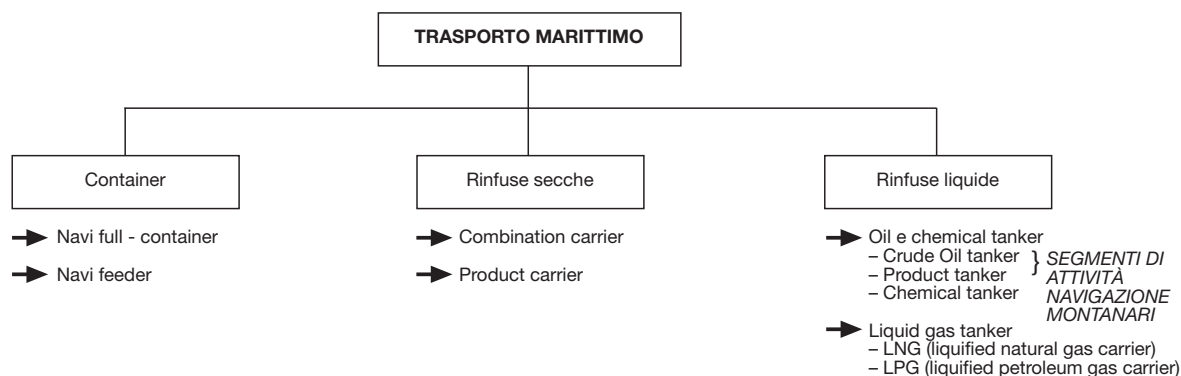 TRASPORTO MARITTIMO
Container
Navi full - container
Navi feeder
Rinfuse secche
Combination carrier
Product carrier
Rinfuse liquide
Oil e chemical tanker
– Crude Oil tanker
– Product tanker
– Chemical tanker
} SEGMENTI DI
ATTIVITÀ
NAVIGAZIONE
MONTANARI
Liquid gas tanker
– LNG (liquified natural gas carrier)
– LPG (liquified petroleum gas carrier)